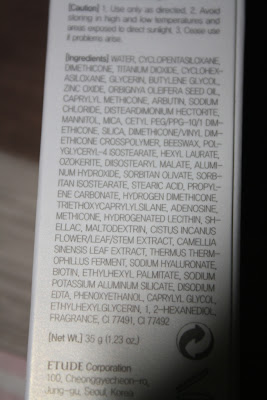 [Caution] 1. Use only as directed, 2. Avoid
storing in high and low temperatures and
areas exposed to direct sunlight, 3. Cease use
if problems arise.
[Ingredients] WATER, CYCLOPENTASILOXANE,
DIMETHICONE, TITANIUM DIOXIDE, CYCLOHEX-
ASILOXANE, GLYCERIN, BUTYLENE GLYCOL,
ZINC OXIDE, ORBIGNYA OLEIFERA SEED OIL,
CAPRYLYL METHICONE, ARBUTIN, SODIUM
CHLORIDE, DISTEARDIMONIUM HECTORITE,
MANNITOL, MICA, CETYL PEG/PPG-10/1 DIM-
ETHICONE, SILICA, DIMETHICONE/VINYL DIM-
ETHICONE CROSSPOLYMER, BEESWAX, POL-
YGLYCERYL-4 ISOSTEARATE, HEXYL LAURATE,
OZOKERITE, DIISOSTEARYL MALATE, ALUMIN-
UM HYDROXIDE, SORBITAN OLIVATE, SORB-
ITAN ISOSTEARATE, STEARIC ACID, PROPYL-
ENE CARBONATE, HYDROGEN DIMETHICONE,
TRIETHOXYCAPRYLYLSILANE, ADENOSINE,
METHICONE, HYDROGENATED LECITHIN, SH-
ELLAC, MALTODEXTRIN, CISTUS INCANUS
FLOWER/LEAF/STEM EXTRACT, CAMELLIA
SINENSIS LEAF EXTRACT, THERMUS THERM-
OPHILLUS FERMENT, SODIUM HYALURONATE,
BIOTIN, ETHYLHEXYL PALMITATE, SODIUM
POTASSIUM ALUMINUM SILICATE, DISODIUM
EDTA, PHENOXYETHANOL, CAPRYLYL GLYCOL,
ETHYLHEXYLGLYCERIN, 1, 2-HEXANEDIOL,
FRAGRANCE, CI 77491, CI 77492
[Net Wt.] 35 g (1.23 oz.)
ETUDE Corporation
100, Cheonggyecheon-ro,
Jung-gu, Seoul, Korea